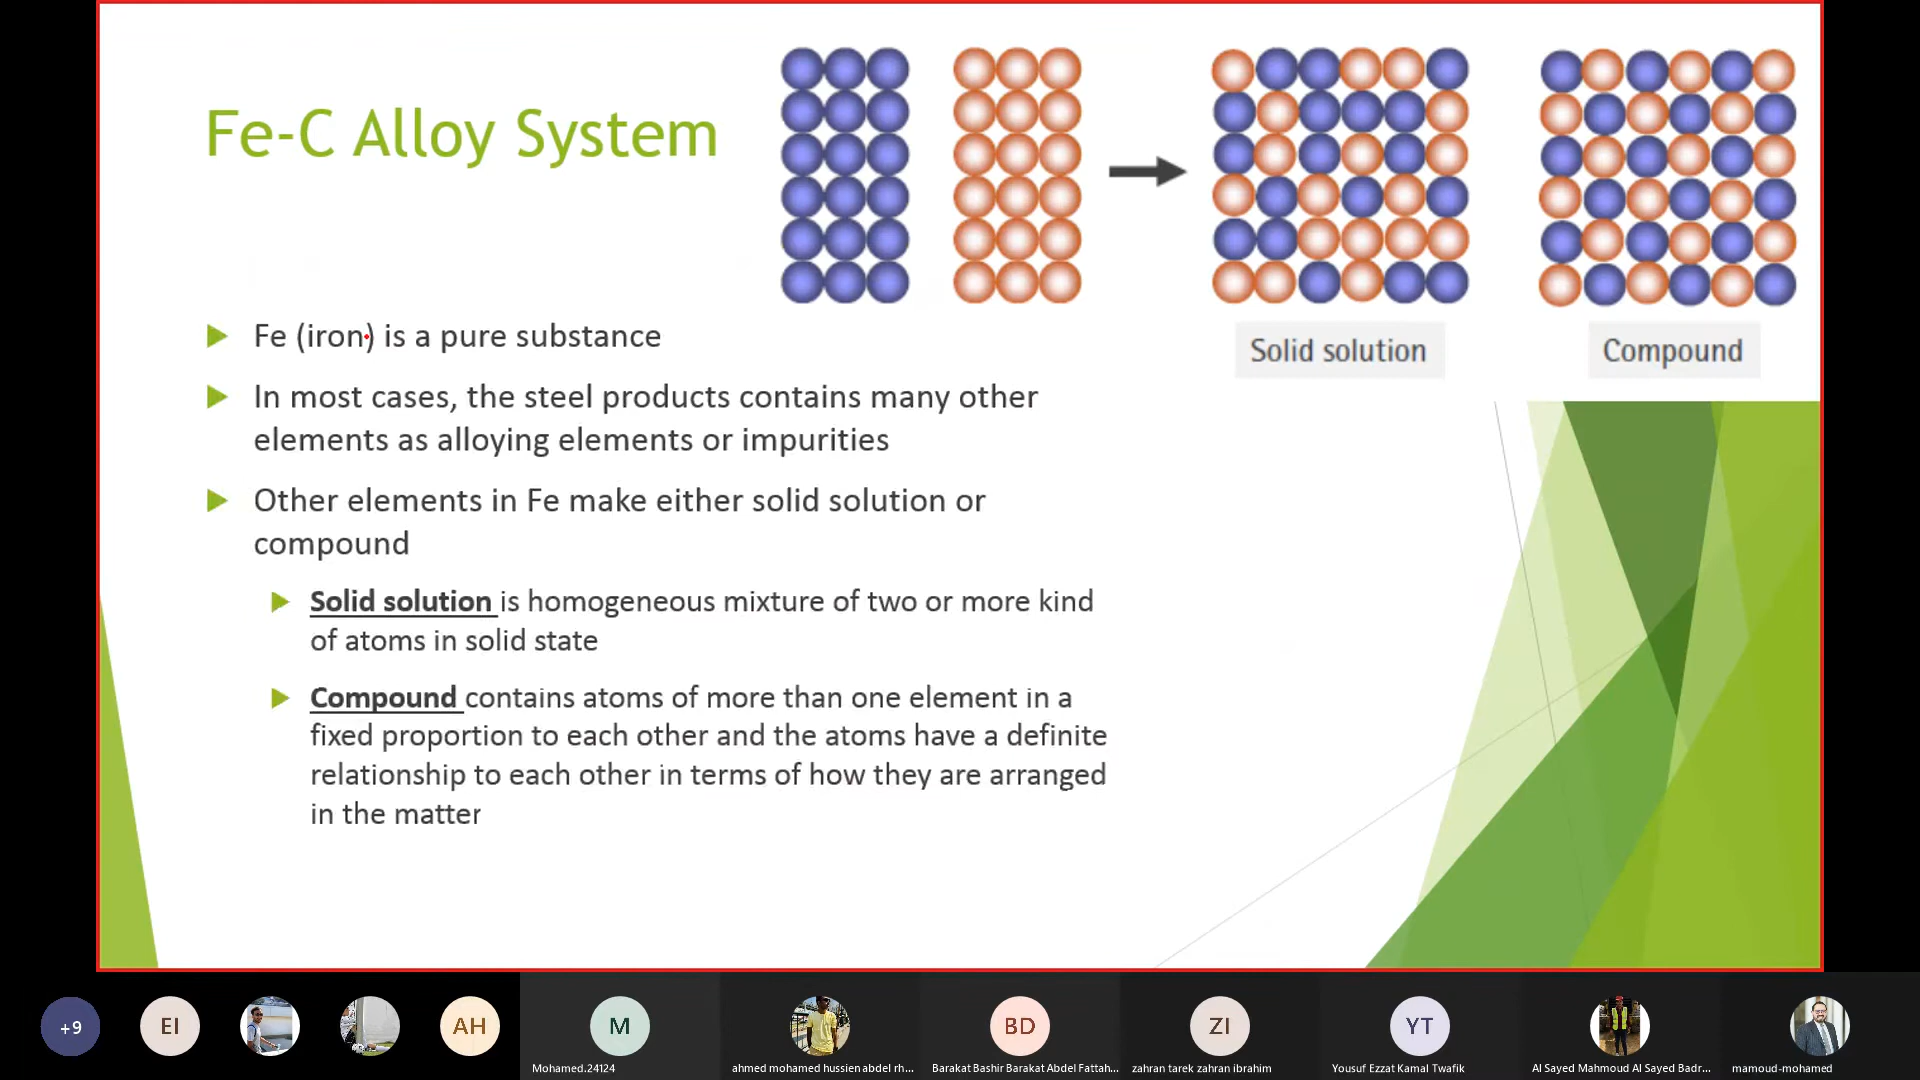 Fe-C Alloy System
Solid solution
Compound
Fe (iron) is a pure substance
In most cases, the steel products contains many other
elements as alloying elements or impurities
Other elements in Fe make either solid solution or
compound
Solid solution is homogeneous mixture of two or more kind
of atoms in solid state
Compound contains atoms of more than one element in a
fixed proportion to each other and the atoms have a definite
relationship to each other in terms of how they are arranged
in the matter
+9
EI
AH
M
BD
ZI
YT
Mohamed.24124
ahmed mohamed hussien abdel rh...
Barakat Bashir Barakat Abdel Fattah...
zahran tarek zahran ibrahim
Yousuf Ezzat Kamal Twafik
Al Sayed Mahmoud Al Sayed Badr...
mamoud-mohamed